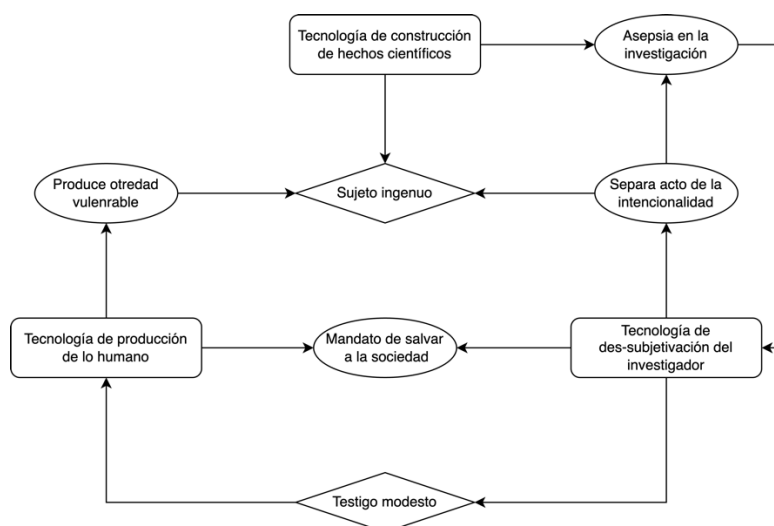 Tecnología de construcción
de hechos científicos
Asepsia en la
investigación
Produce otredad
vulenrable
Sujeto ingenuo
Separa acto de la
intencionalidad
Tecnología de producción
de lo humano
Mandato de salvar
a la sociedad
Tecnología de
des-subjetivación del
investigador
Testigo modesto